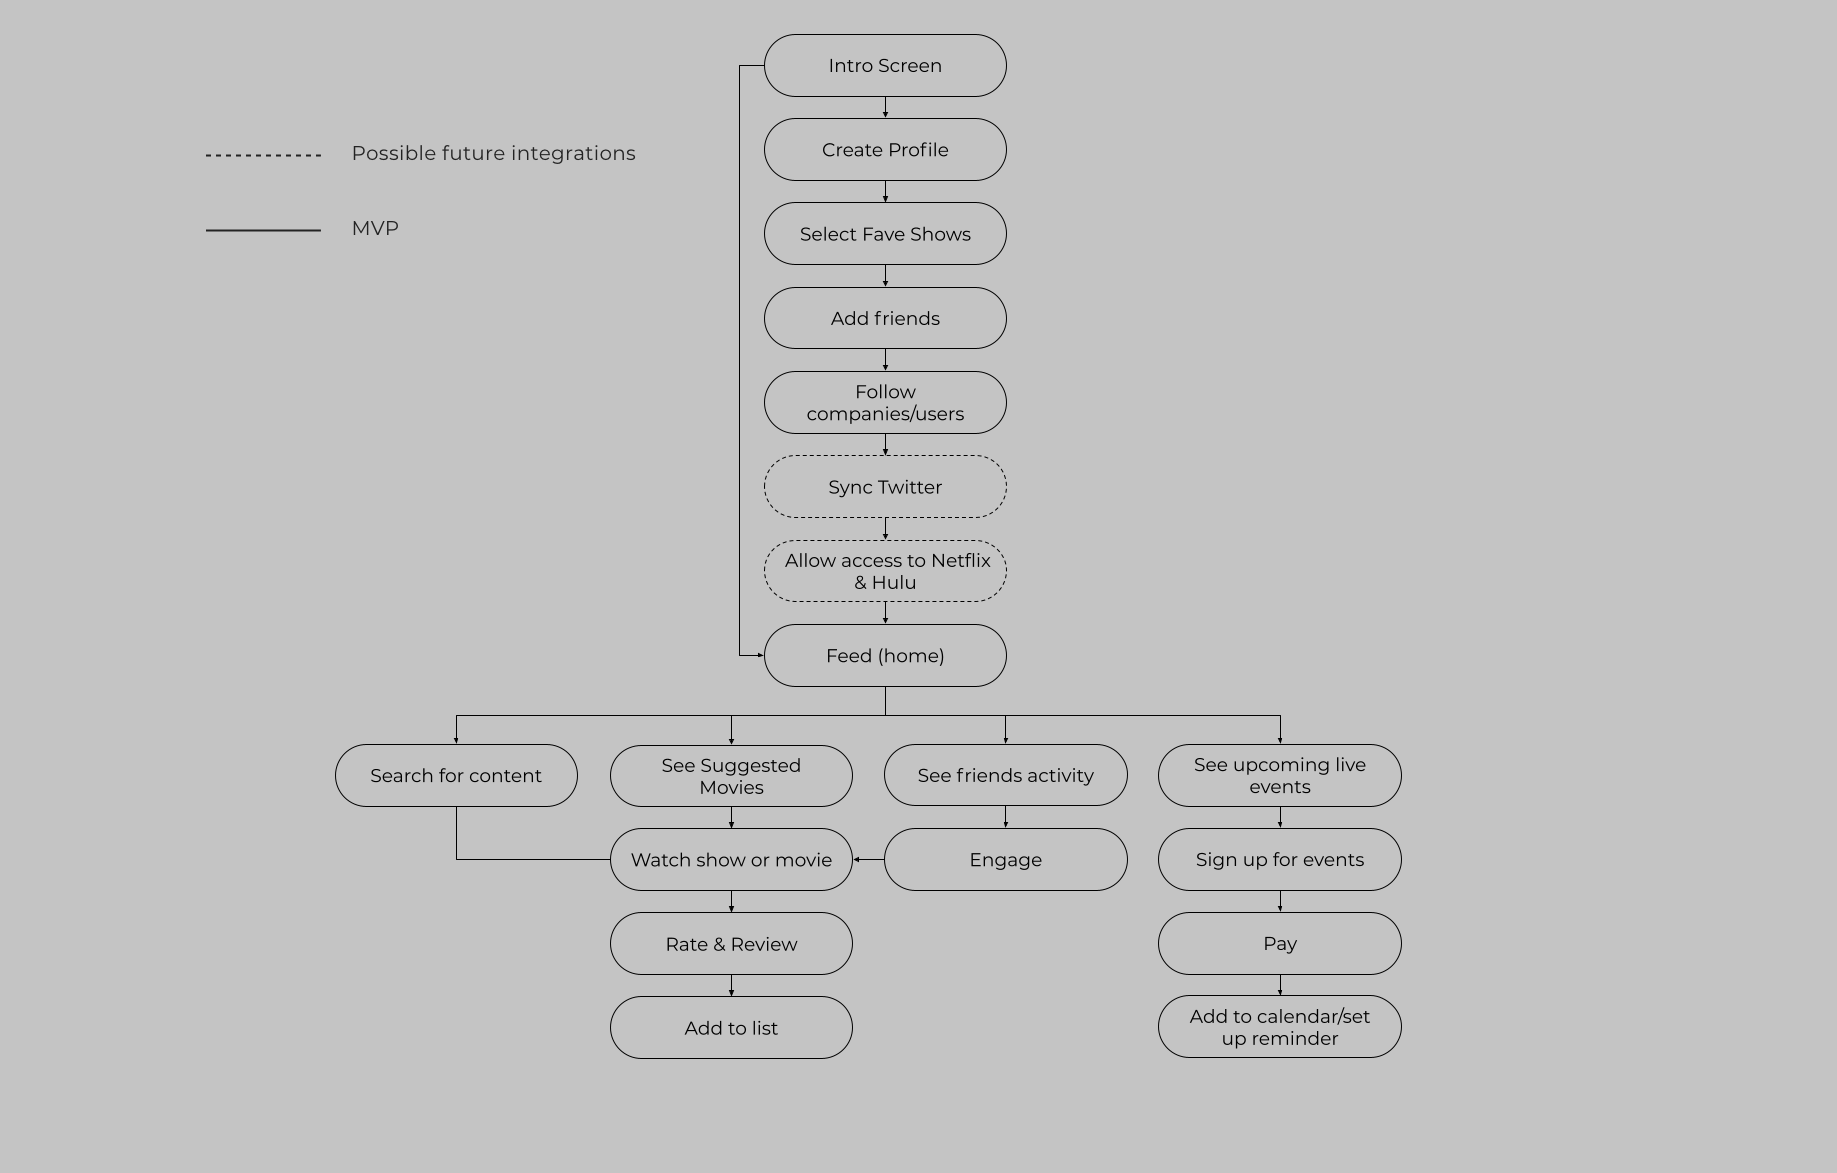 Intro Screen
Possible future integrations
MVP
Create Profile
Select Fave Shows
Add friends
Follow
companies/users
Sync Twitter
Allow access to Netflix
& Hulu
Feed (home)
Search for content
See Suggested
Movies
See friends activity
See upcoming live
events
Watch show or movie
Engage
Sign up for events
Rate & Review
Pay
Add to list
Add to calendar/set
up reminder